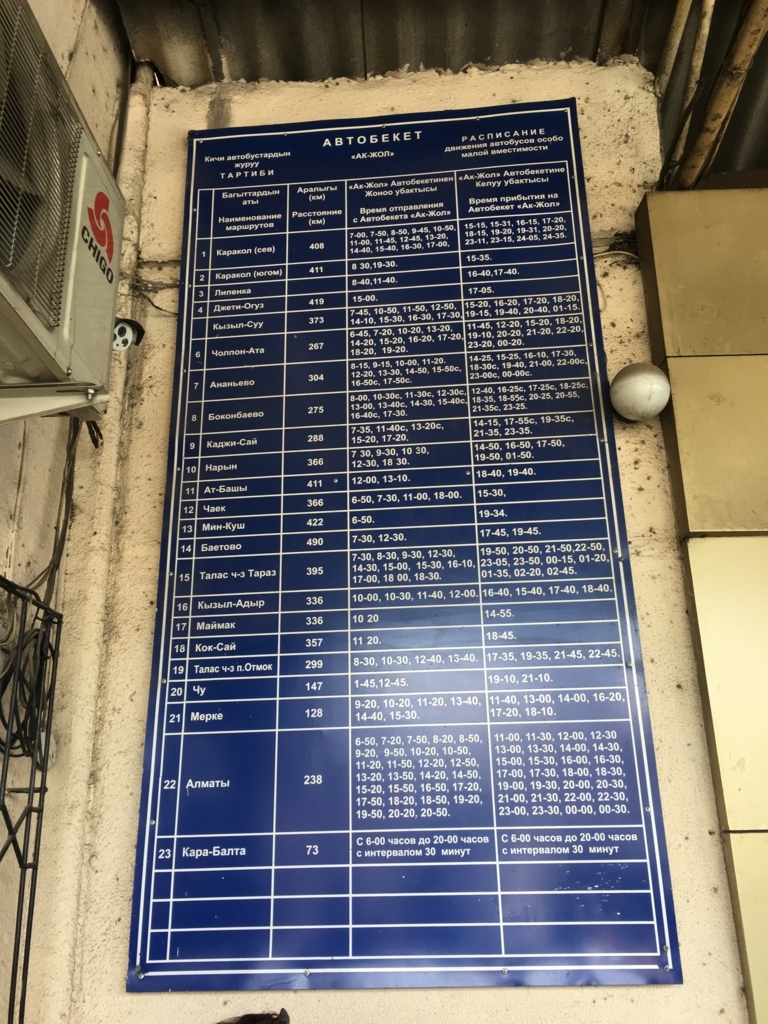 CHIGO
АВТОБЕКЕТ
«АК-ЖОЛ»
Кичи автобустардын
журуу
ТАРТИБИ
РАСПИСАНИЕ
движения автобусов особо
малой вместимости
Багыттардын аты Наименование маршрутов
Аралыгы (км) Расстояние (км)
«Ак-Жол» Автобекетинен Жоноо убактысы Время отправления с Автобекета «Ак-Жол»
«Ак-Жол» Автобекетине Келуу убактысы Время прибытия на Автобекет «Ак-Жол»
1 Каракол (сев) 408
7-00, 7-50, 8-50, 9-45, 10-50,
11-00, 11-45, 12-45, 13-20,
14-40, 15-40, 16-30, 17-00,
15-15, 15-31, 16-15, 17-20,
18-15, 19-20, 19-31, 20-20,
23-11, 23-15, 24-05, 24-35.
2 Каракол (югом) 411 8 30,19-30. 15-35.
3 Липенка 8-40,11-40. 16-40,17-40.
4 Джети-Огуз 419 15-00. 17-05.
Кызыл-Суу 373
7-45, 10-50, 11-50, 12-50,
14-10, 15-30, 16-30, 17-30.
15-20, 16-20, 17-20, 18-20,
19-15, 19-40, 20-40, 01-15.
6 Чолпон-Ата 267
6-45, 7-20, 10-20, 13-20,
14-20, 15-20, 16-20, 17-20,
18-20, 19-20.
11-45, 12-20, 15-20, 18-20,
19-10, 20-20, 21-20, 22-20,
23-20, 00-20.
7 Ананьево 304
8-15, 9-15, 10-00, 11-20.
12-20, 13-30, 14-50, 15-50с,
16-50с, 17-50с.
14-25, 15-25, 16-10, 17-30,
18-30с, 19-40, 21-00, 22-00с,
23-00с, 00-00с.
8 Боконбаево 275
8-00, 10-30с, 11-30с, 12-30с,
13-00, 13-40с, 14-30, 15-40с,
16-40с, 17-30.
12-40, 16-25с, 17-25с, 18-25с,
18-35, 18-55с, 20-25, 20-55,
21-35с, 23-25.
9 Каджи-Сай 288
7-35, 11-40с, 13-20с,
15-20, 17-20.
14-15, 17-55с, 19-35с,
21-35, 23-35.
10 Нарын 366
7 30, 9-30, 10 30,
12-30, 18 30.
14-50, 16-50, 17-50,
19-50, 01-50.
11 Ат-Башы 411 12-00, 13-10. 18-40, 19-40.
12 Чаек 366 6-50, 7-30, 11-00, 18-00. 15-30,
13 Мин-Куш 422 6-50. 19-34.
14 Баетово 490 7-30, 12-30. 17-45, 19-45.
15 Талас ч-з Тараз 395
7-30, 8-30, 9-30, 12-30,
14-30, 15-00, 15-30, 16-10,
17-00, 18 00, 18-30.
19-50, 20-50, 21-50,22-50,
23-05, 23-50, 00-15, 01-20,
01-35, 02-20, 02-45.
16 Кызыл-Адыр 336 10-00, 10-30, 11-40, 12-00. 16-40, 15-40, 17-40, 18-40.
17 Маймак 336 10 20 14-55.
18 Кок-Сай 357 11 20. 18-45.
19 Талас ч-з п.Отмок 299 8-30, 10-30, 12-40, 13-40. 17-35, 19-35, 21-45, 22-45.
20 Чу 147 1-45,12-45. 19-10, 21-10.
21 Мерке 128
9-20, 10-20, 11-20, 13-40,
14-40, 15-30.
11-40, 13-00, 14-00, 16-20,
17-20, 18-10.
22 Алматы 238
6-50, 7-20, 7-50, 8-20, 8-50,
9-20, 9-50, 10-20, 10-50,
11-20, 11-50, 12-20, 12-50,
13-20, 13-50, 14-20, 14-50,
15-20, 15-50, 16-50, 17-20,
17-50, 18-20, 18-50, 19-20,
19-50, 20-20, 20-50.
11-00, 11-30, 12-00, 12-30
13-00, 13-30, 14-00, 14-30,
15-00, 15-30, 16-00, 16-30,
17-00, 17-30, 18-00, 18-30,
19-00, 19-30, 20-00, 20-30,
21-00, 21-30, 22-00, 22-30,
23-00, 23-30, 00-00, 00-30.
23 Кара-Балта 73
С 6-00 часов до 20-00 часов
с интервалом 30 минут
С 6-00 часов до 20-00 часов
с интервалом 30 минут